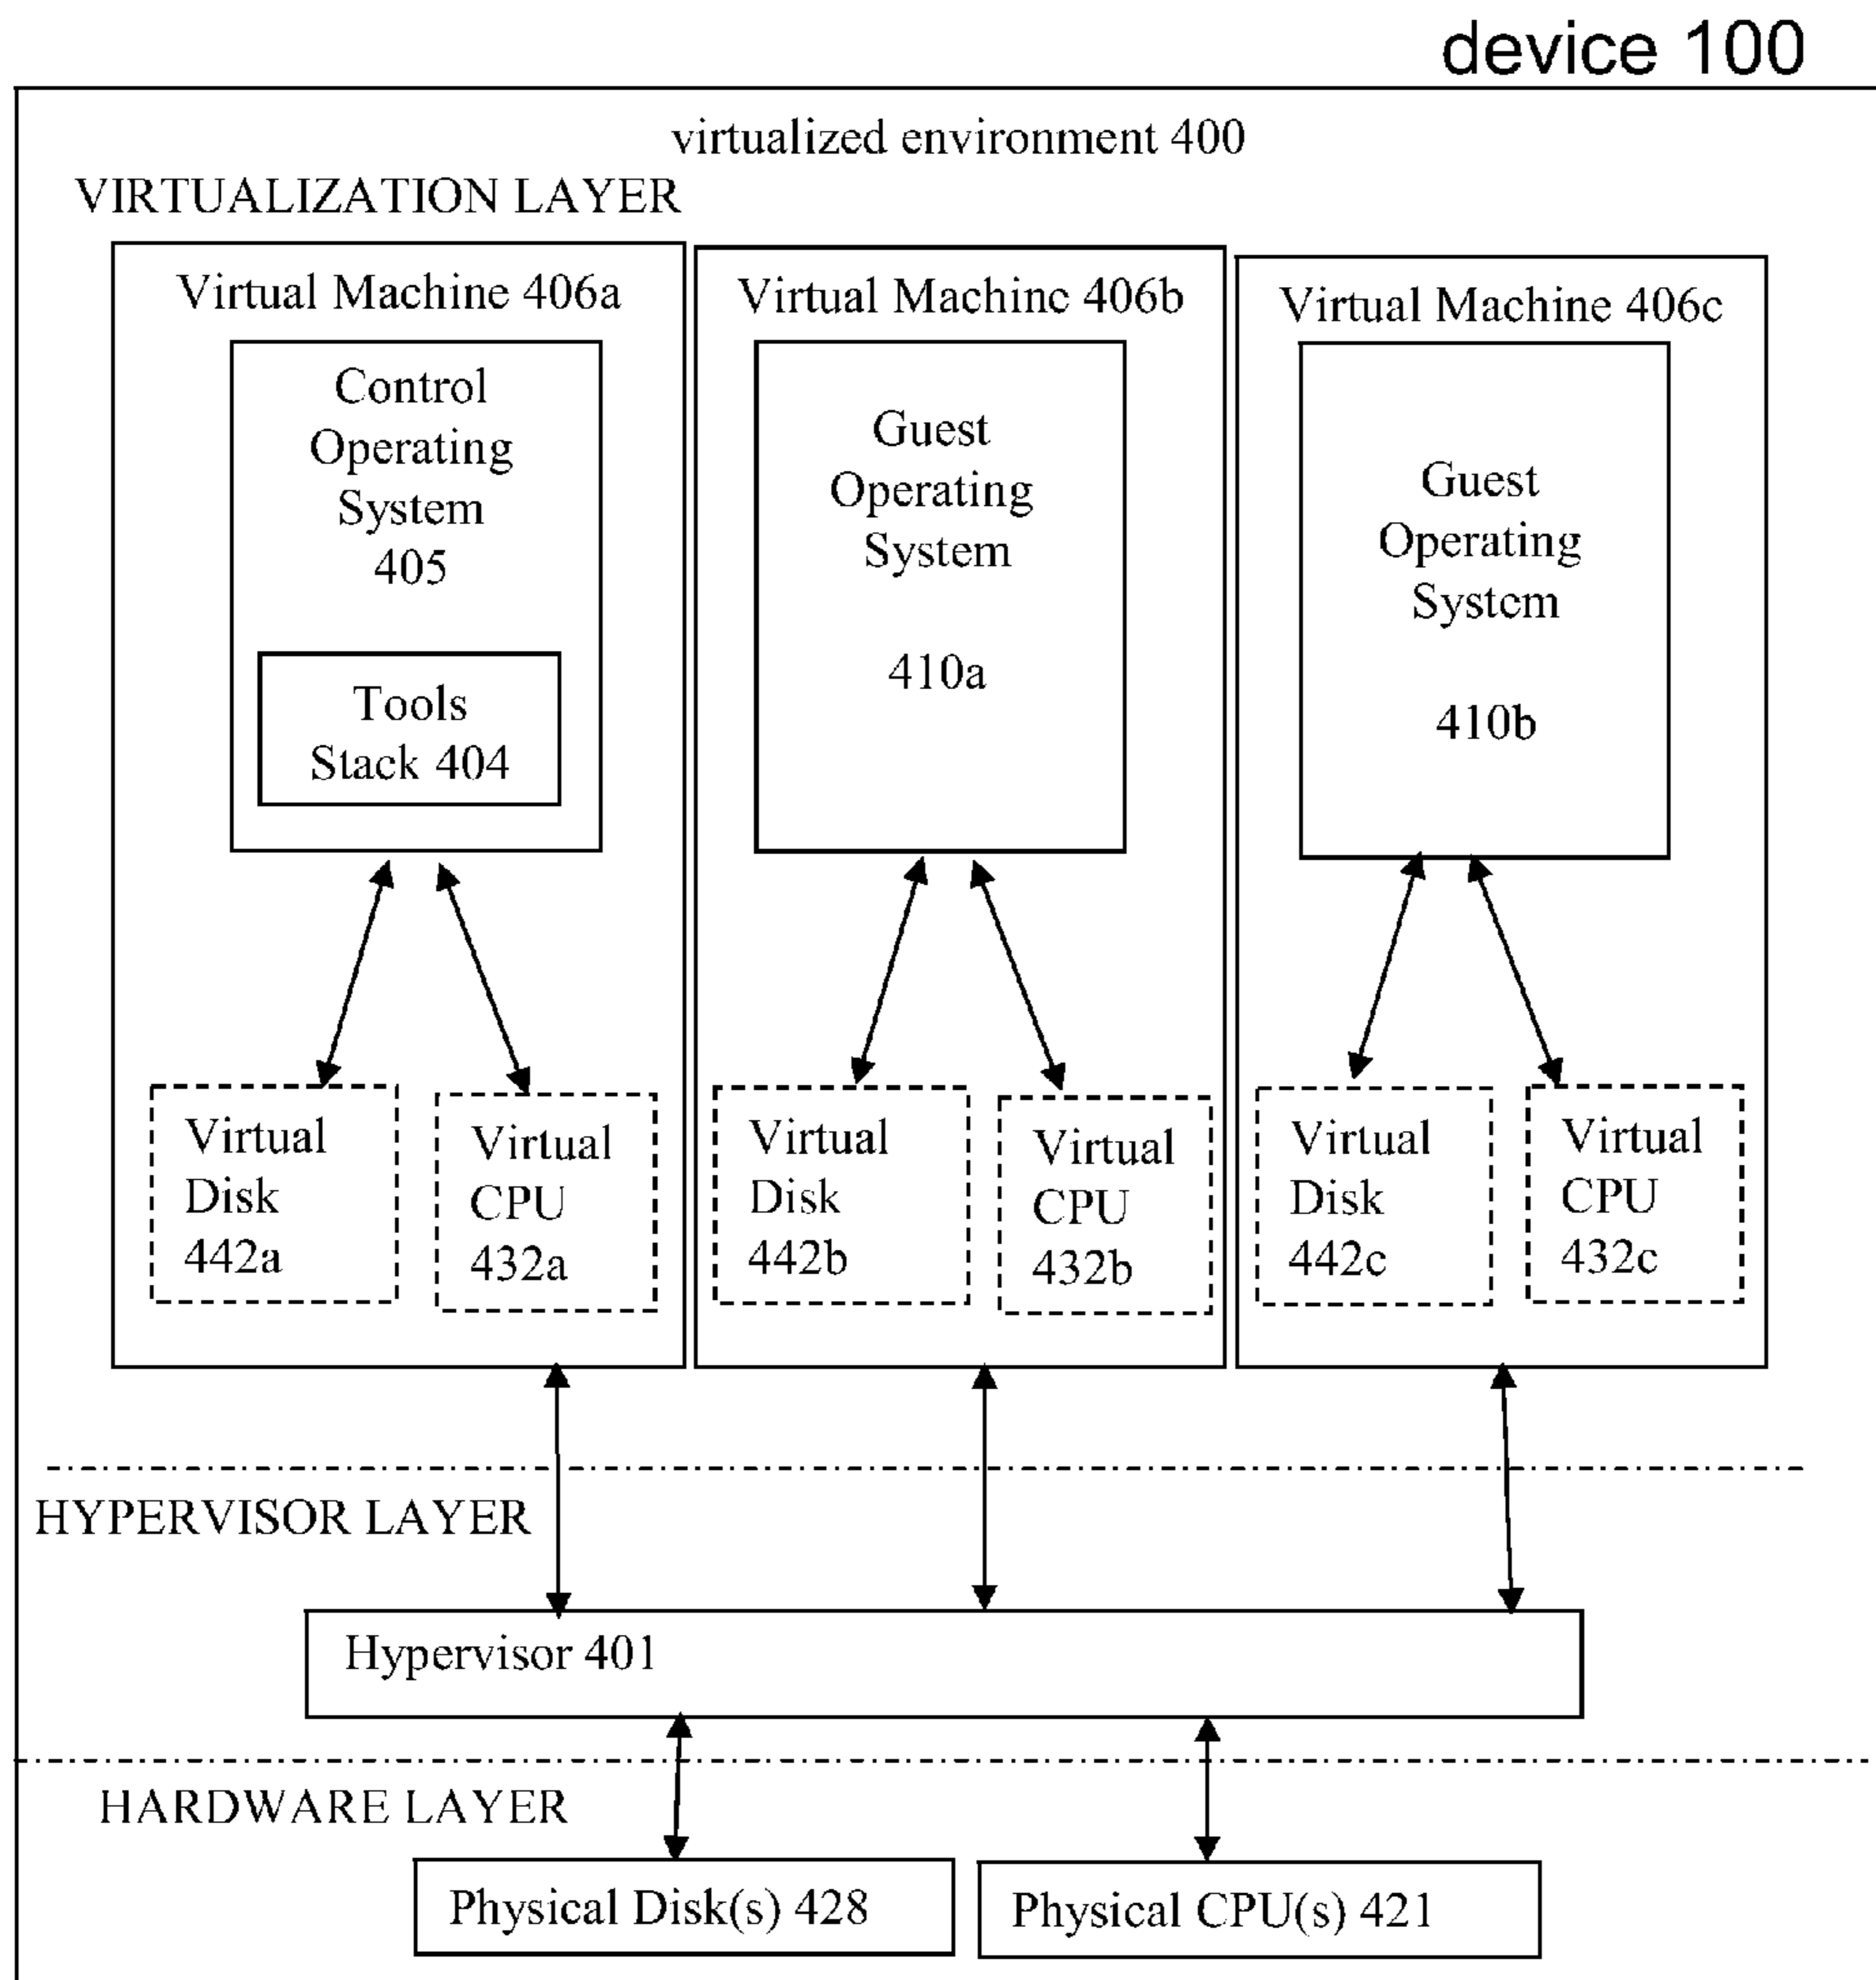 device 100
virtualized environment 400
VIRTUALIZATION LAYER
Virtual Machine 406a
Control
Operating
System
405
Tools
Stack 404
Virtual
Disk
442a
Virtual
CPU
432a
Virtual Machine 406b
Guest
Operating
System
410a
Virtual
Disk
442b
Virtual
CPU
432b
Virtual Machine 406c
Guest
Operating
System
410b
Virtual
Disk
442c
Virtual
CPU
432c
HYPERVISOR LAYER
Hypervisor 401
HARDWARE LAYER
Physical Disk(s) 428
Physical CPU(s) 421